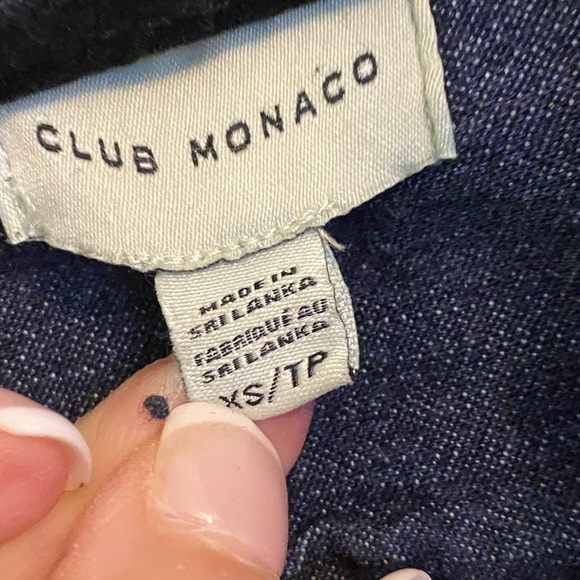 CLUB MONACO
MADE IN
SRI LANKA
FABRIQUÉ AU
SRI LANKA
XS/TP